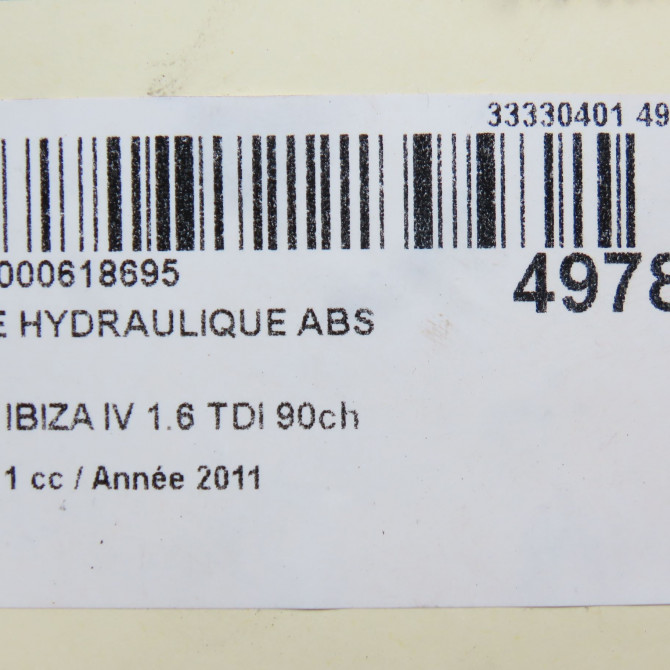 33330401 49
000618695
4978
E HYDRAULIQUE ABS
IBIZA IV 1.6 TDI 90ch
1 cc / Année 2011